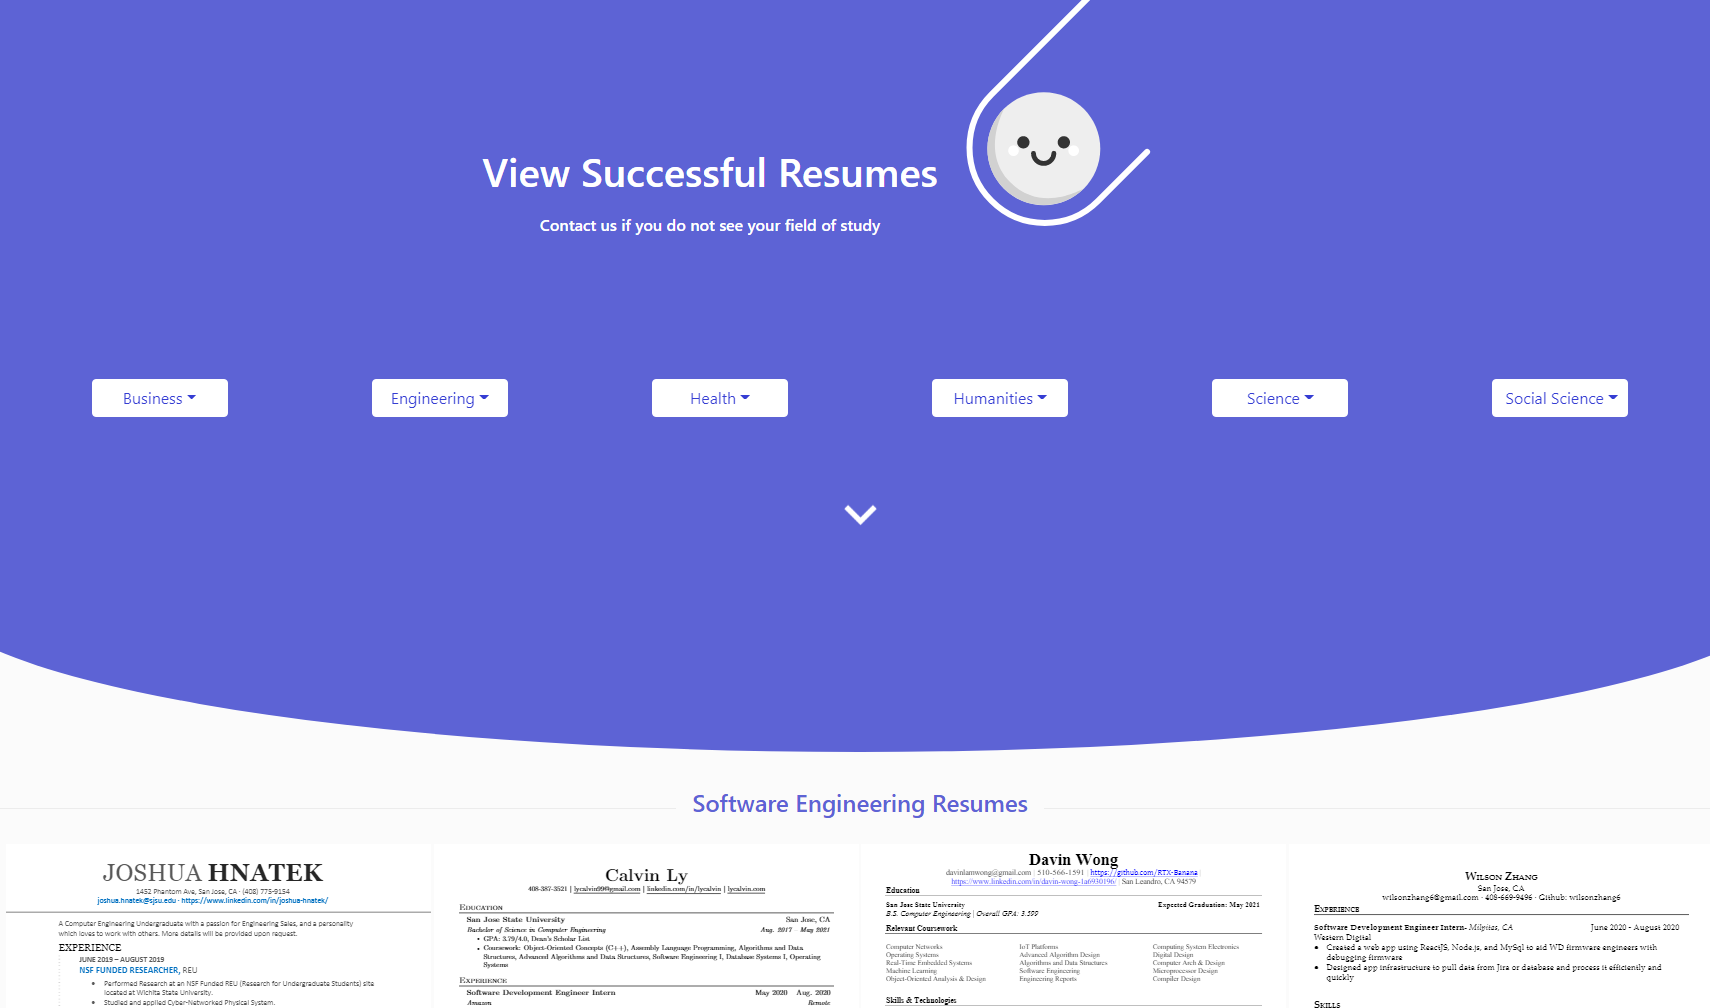 View Successful Resumes
Contact us if you do not see your field of study
Business
Engineering
Health
Humanities
Science
Social Science
Software Engineering Resumes
JOSHUA HNATEK
1452 Phantom Ave, San Jose, CA · (408) 775-9154
joshua.hnatek@sjsu.edu · https://www.linkedin.com/in/joshua-hnatek/
A Computer Engineering Undergraduate with a passion for Engineering Sales, and a personality
which loves to work with others. More details will be provided upon request.
EXPERIENCE
JUNE 2019 – AUGUST 2019
NSF FUNDED RESEARCHER, REU
• Performed Research at an NSF Funded REU (Research for Undergraduate Students) site
located at Wichita State University.
• Studied and applied Cyber-Networked Physical System.
Calvin Ly
408-387-3521 | lycalvin99@gmail.com | linkedin.com/in/lycalvin | lycalvin.com
Education
San Jose State University San Jose, CA
Bachelor of Science in Computer Engineering Aug. 2017 May 2021
• GPA: 3.79/4.0, Dean's Scholar List
• Coursework: Object-Oriented Concepts (C++), Assembly Language Programming, Algorithms and Data
Structures, Advanced Algorithms and Data Structures, Software Engineering I, Database Systems I, Operating
Systems
Experience
Software Development Engineer Intern May 2020 Aug. 2020
Amazon Remote
Davin Wong
davinlamwong@gmail.com | 510-566-1591 | https://github.com/RTX-Banana |
https://www.linkedin.com/in/davin-wong-1a6930196/ | San Leandro, CA 94579
Education
San Jose State University Expected Graduation: May 2021
B.S. Computer Engineering | Overall GPA: 3.599
Relevant Coursework
Computer Networks IoT Platforms Computing System Electronics
Operating Systems Advanced Algorithm Design Digital Design
Real-Time Embedded Systems Algorithms and Data Structures Computer Arch & Design
Machine Learning Software Engineering Microprocessor Design
Object-Oriented Analysis & Design Engineering Reports Compiler Design
Skills & Technologies
Wilson Zhang
San Jose, CA
wilsonzhang6@gmail.com · 408-669-9496 · Github: wilsonzhang6
Experience
Software Development Engineer Intern- Milpitas, CA June 2020 - August 2020
Western Digital
• Created a web app using ReactJS, Node.js, and MySql to aid WD firmware engineers with
debugging firmware
• Designed app infrastructure to pull data from Jira or database and process it efficiently and
quickly
Skills